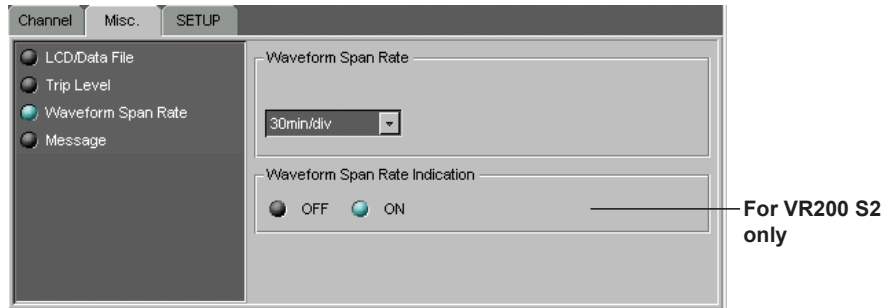 Channel Misc. SETUP
LCD/Data File
Trip Level
Waveform Span Rate
Message
Waveform Span Rate
30min/div
Waveform Span Rate Indication
OFF ON
For VR200 S2
only